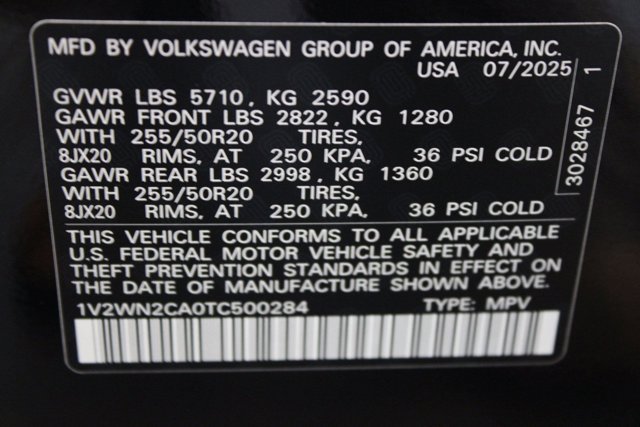 MFD BY VOLKSWAGEN GROUP OF AMERICA, INC.
USA 07/2025
GVWR LBS 5710, KG 2590
GAWR FRONT LBS 2822, KG 1280
WITH 255/50R20 TIRES,
8JX20 RIMS, AT 250 KPA, 36 PSI COLD
GAWR REAR LBS 2998, KG 1360
WITH 255/50R20 TIRES,
8JX20 RIMS, AT 250 KPA, 36 PSI COLD
THIS VEHICLE CONFORMS TO ALL APPLICABLE
U.S. FEDERAL MOTOR VEHICLE SAFETY AND
THEFT PREVENTION STANDARDS IN EFFECT ON
THE DATE OF MANUFACTURE SHOWN ABOVE.
1V2WN2CA0TC500284 TYPE: MPV
3028467 1